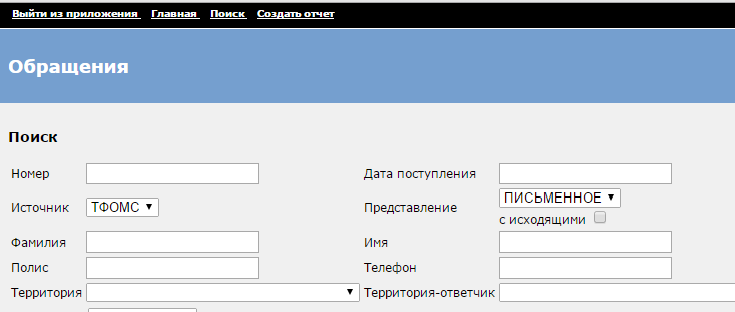 Выйти из приложения Главная Поиск Создать отчет
Обращения
Поиск
Номер Дата поступления
Источник ТФОМС Представление ПИСЬМЕННОЕ
с исходящими
Фамилия Имя
Полис Телефон
Территория Территория-ответчик